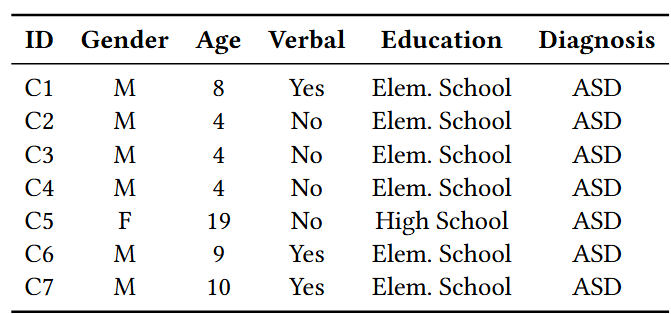 ID Gender Age Verbal Education Diagnosis
C1 M 8 Yes Elem. School ASD
C2 M 4 No Elem. School ASD
C3 M 4 No Elem. School ASD
C4 M 4 No Elem. School ASD
C5 F 19 No High School ASD
C6 M 9 Yes Elem. School ASD
C7 M 10 Yes Elem. School ASD